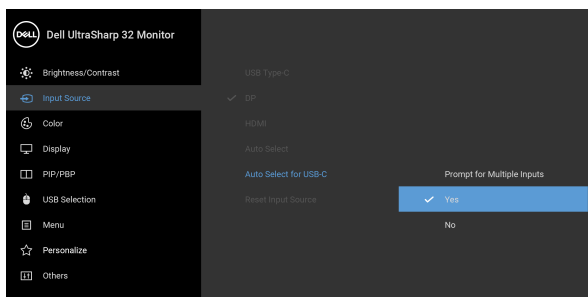 DELL Dell UltraSharp 32 Monitor
Brightness/Contrast
Input Source
Color
Display
PIP/PBP
USB Selection
Menu
Personalize
Others
USB Type-C
DP
HDMI
Auto Select
Auto Select for USB-C
Reset Input Source
Prompt for Multiple Inputs
Yes
No